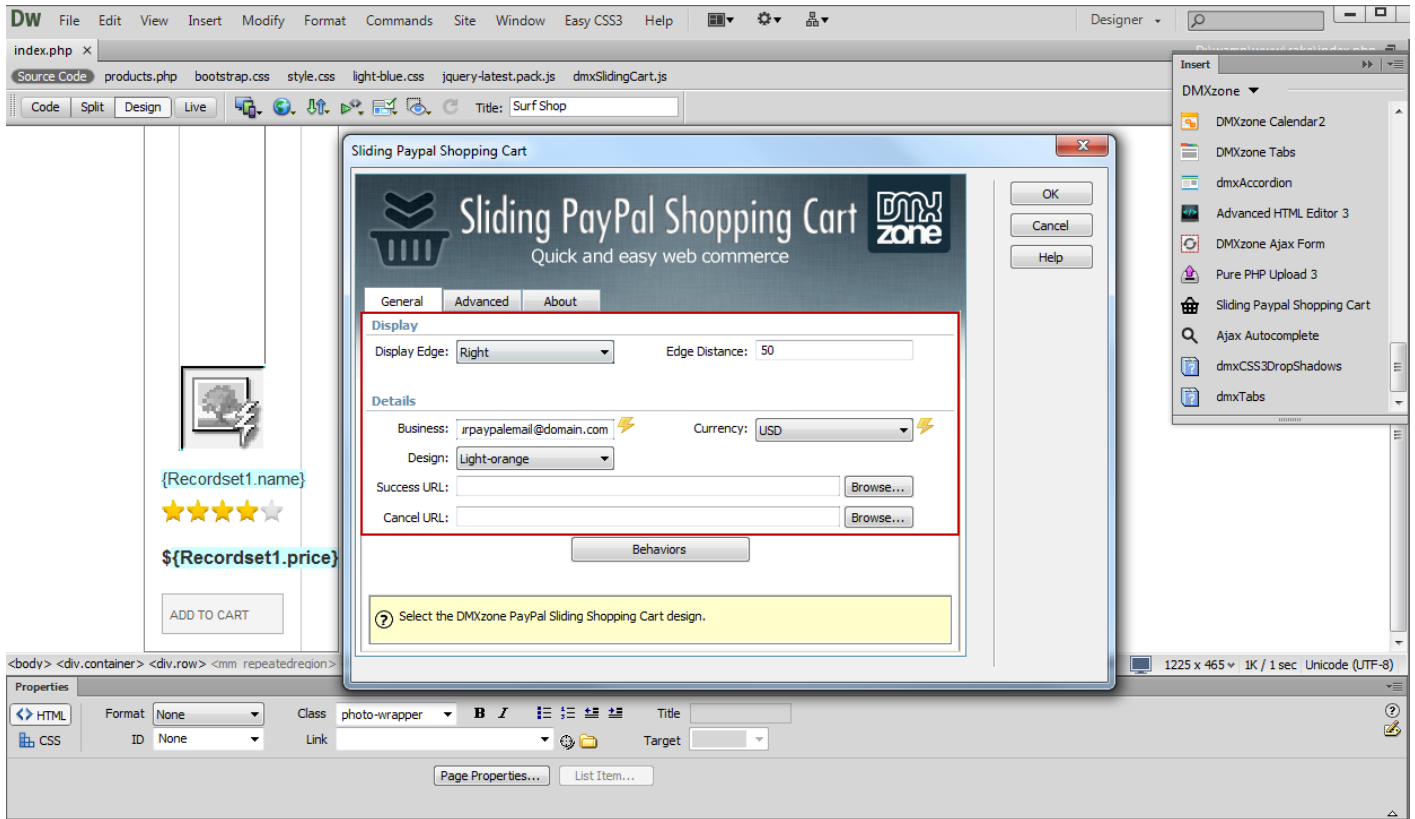 DW File Edit View Insert Modify Format Commands Site Window Easy CSS3 Help Designer
index.php ×
Source Code products.php bootstrap.css style.css light-blue.css jquery-latest.pack.js dmxSlidingCart.js
Code Split Design Live Title: Surf Shop
Insert
DMXzone
DMXzone Calendar2
DMXzone Tabs
dmxAccordion
Advanced HTML Editor 3
DMXzone Ajax Form
Pure PHP Upload 3
Sliding Paypal Shopping Cart
Ajax Autocomplete
dmxCSS3DropShadows
dmxTabs
Sliding Paypal Shopping Cart
Sliding PayPal Shopping Cart DMX zone
Quick and easy web commerce
OK
Cancel
Help
General Advanced About
Display
Display Edge: Right Edge Distance: 50
Details
Business: urpaypalemail@domain.com Currency: USD
Design: Light-orange
Success URL: Browse...
Cancel URL: Browse...
Behaviors
Select the DMXzone PayPal Sliding Shopping Cart design.
{Recordset1.name}
${Recordset1.price}
ADD TO CART
<body> <div.container> <div.row> <mm_repeatedregion> 1225 x 465 1K / 1 sec Unicode (UTF-8)
Properties
HTML Format None Class photo-wrapper B I Title
CSS ID None Link Target
Page Properties... List Item...